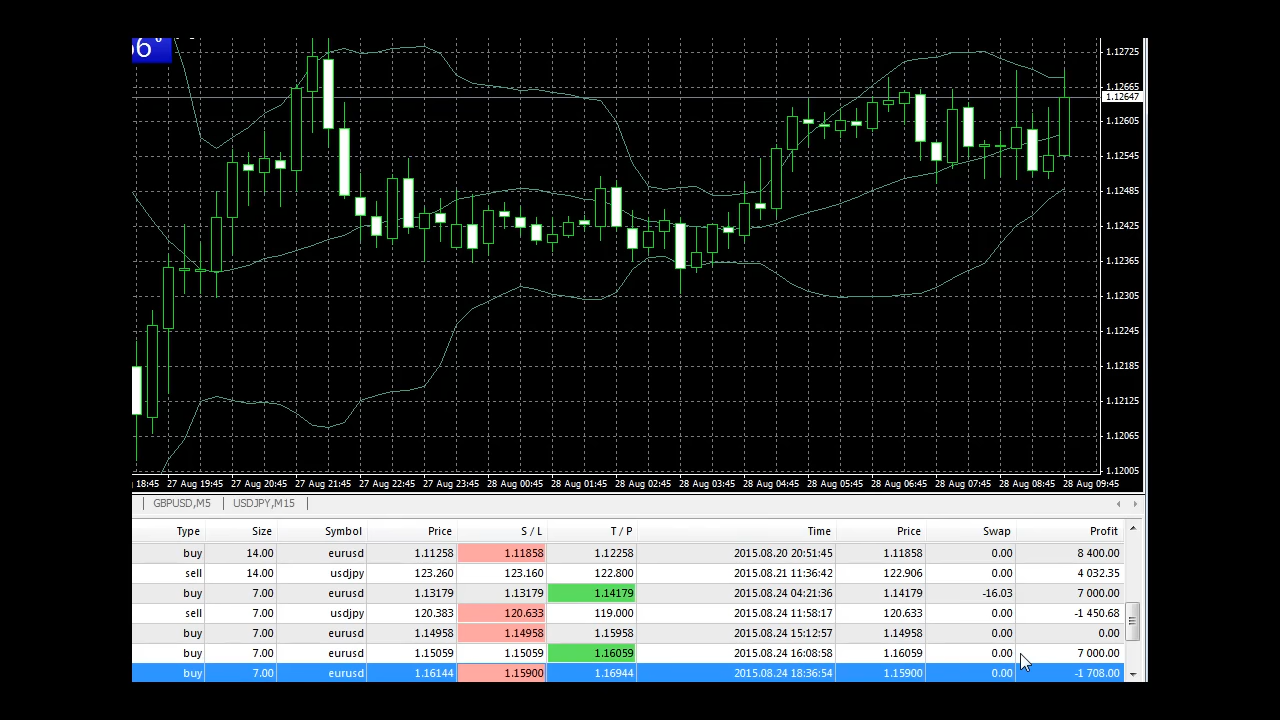 6°
1.12725
1.12665
1.12647
1.12605
1.12545
1.12485
1.12425
1.12365
1.12305
1.12245
1.12185
1.12125
1.12065
1.12005
18:45 27 Aug 19:45 27 Aug 20:45 27 Aug 21:45 27 Aug 22:45 27 Aug 23:45 28 Aug 00:45 28 Aug 01:45 28 Aug 02:45 28 Aug 03:45 28 Aug 04:45 28 Aug 05:45 28 Aug 06:45 28 Aug 07:45 28 Aug 08:45 28 Aug 09:45
GBPUSD,M5 USDJPY,M15
Type Size Symbol Price S / L T / P Time Price Swap Profit
buy 14.00 eurusd 1.11258 1.11858 1.12258 2015.08.20 20:51:45 1.11858 0.00 8 400.00
sell 14.00 usdjpy 123.260 123.160 122.800 2015.08.21 11:36:42 122.906 0.00 4 032.35
buy 7.00 eurusd 1.13179 1.13179 1.14179 2015.08.24 04:21:36 1.14179 -16.03 7 000.00
sell 7.00 usdjpy 120.383 120.633 119.000 2015.08.24 11:58:17 120.633 0.00 -1 450.68
buy 7.00 eurusd 1.14958 1.14958 1.15958 2015.08.24 15:12:57 1.14958 0.00 0.00
buy 7.00 eurusd 1.15059 1.15059 1.16059 2015.08.24 16:08:58 1.16059 0.00 7 000.00
buy 7.00 eurusd 1.16144 1.15900 1.16944 2015.08.24 18:36:54 1.15900 0.00 -1 708.00